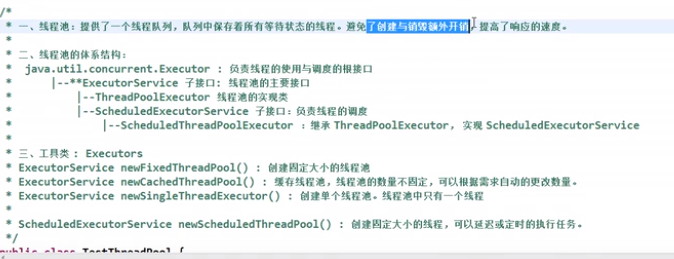 /*
* 一、线程池：提供了一个线程队列，队列中保存着所有等待状态的线程。避免了创建与销毁额外开销，提高了响应的速度。
*
* 二、线程池的体系结构：
* java.util.concurrent.Executor : 负责线程的使用与调度的根接口
* |--**ExecutorService 子接口: 线程池的主要接口
* |--ThreadPoolExecutor 线程池的实现类
* |--ScheduledExecutorService 子接口：负责线程的调度
* |--ScheduledThreadPoolExecutor ：继承 ThreadPoolExecutor, 实现 ScheduledExecutorService
*
* 三、工具类 : Executors
* ExecutorService newFixedThreadPool() : 创建固定大小的线程池
* ExecutorService newCachedThreadPool() : 缓存线程池，线程池的数量不固定，可以根据需求自动的更改数量。
* ExecutorService newSingleThreadExecutor() : 创建单个线程池。线程池中只有一个线程
*
* ScheduledExecutorService newScheduledThreadPool() : 创建固定大小的线程，可以延迟或定时的执行任务。
*/
public class TestThreadPool {